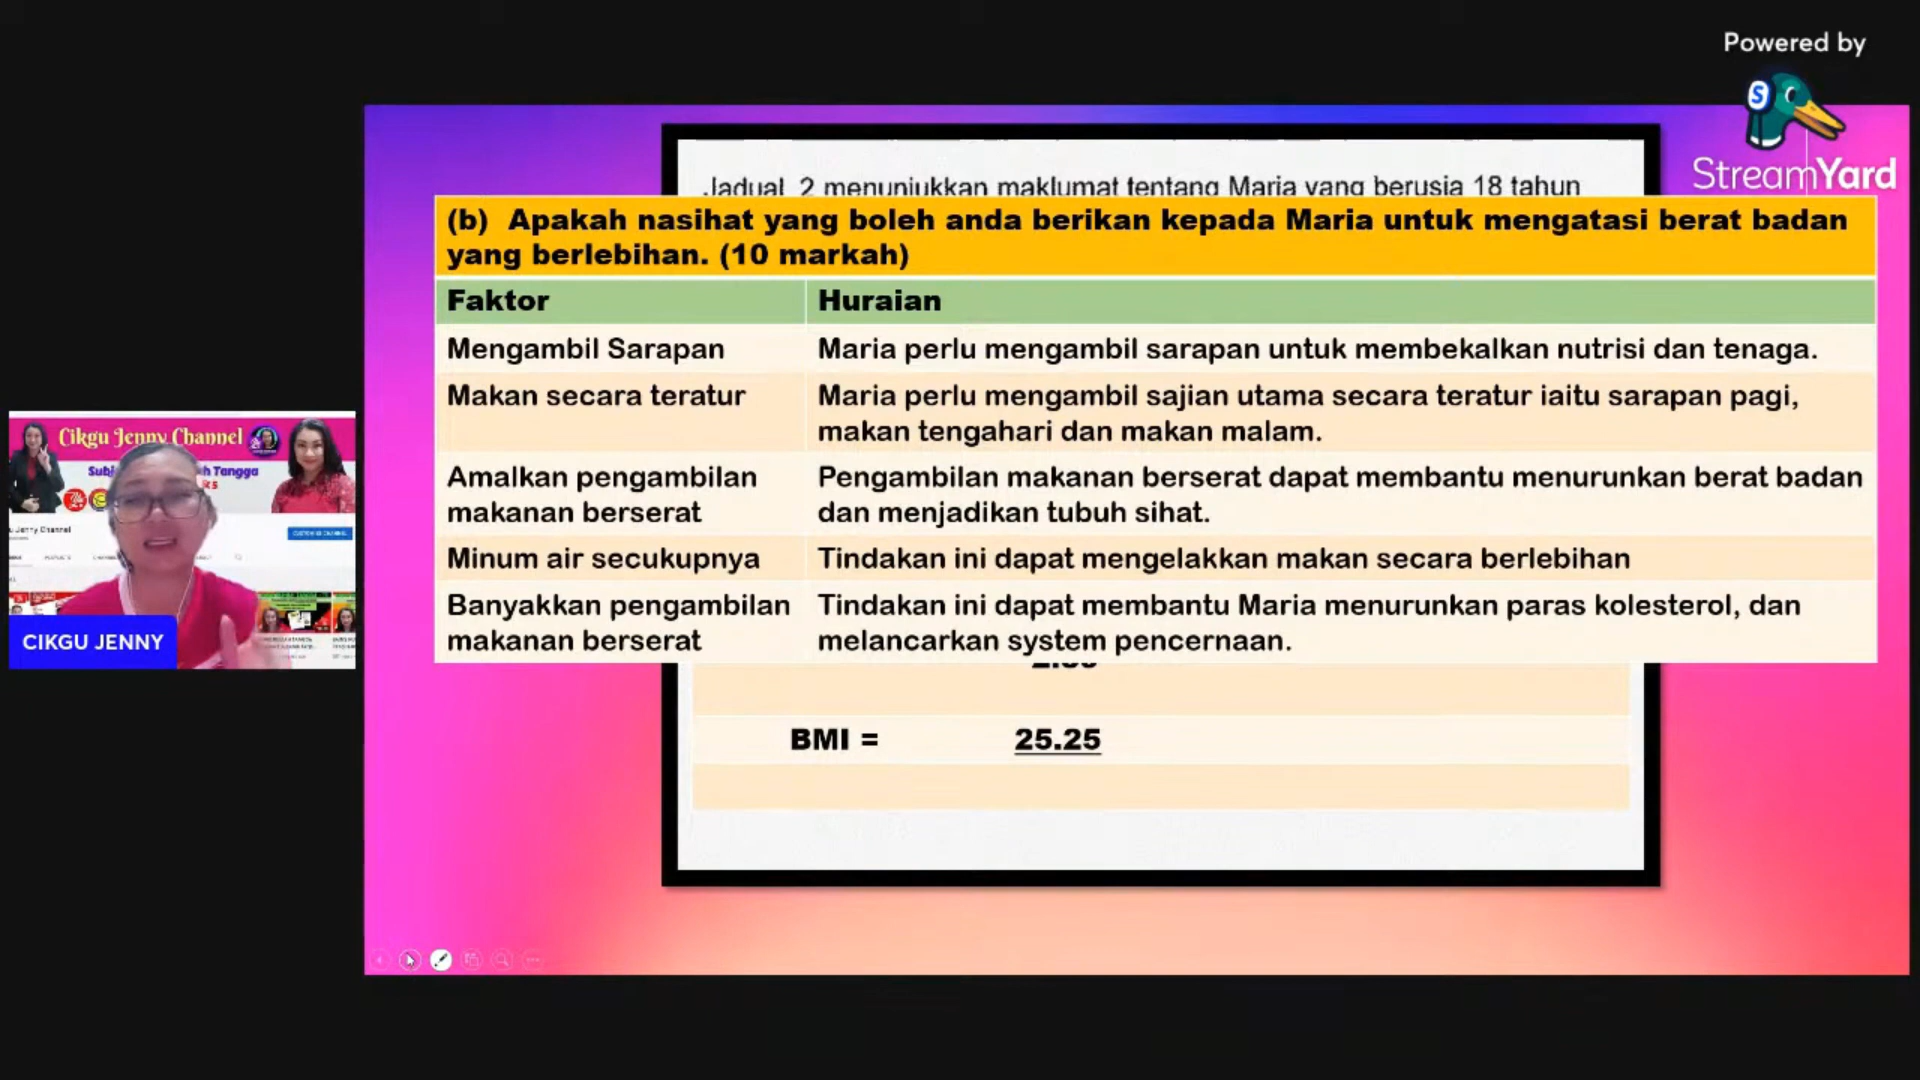 Powered by
StreamYard
Jadual 2 menunjukkan maklumat tentang Maria yang berusia 18 tahun
(b) Apakah nasihat yang boleh anda berikan kepada Maria untuk mengatasi berat badan
yang berlebihan. (10 markah)
Faktor
Huraian
Mengambil Sarapan
Maria perlu mengambil sarapan untuk membekalkan nutrisi dan tenaga.
Makan secara teratur
Maria perlu mengambil sajian utama secara teratur iaitu sarapan pagi,
makan tengahari dan makan malam.
Amalkan pengambilan
makanan berserat
Pengambilan makanan berserat dapat membantu menurunkan berat badan
dan menjadikan tubuh sihat.
Minum air secukupnya
Tindakan ini dapat mengelakkan makan secara berlebihan
Banyakkan pengambilan
makanan berserat
Tindakan ini dapat membantu Maria menurunkan paras kolesterol, dan
melancarkan system pencernaan.
BMI = 25.25
Cikgu Jenny Channel
Tangga
Jenny Channel
CIKGU JENNY